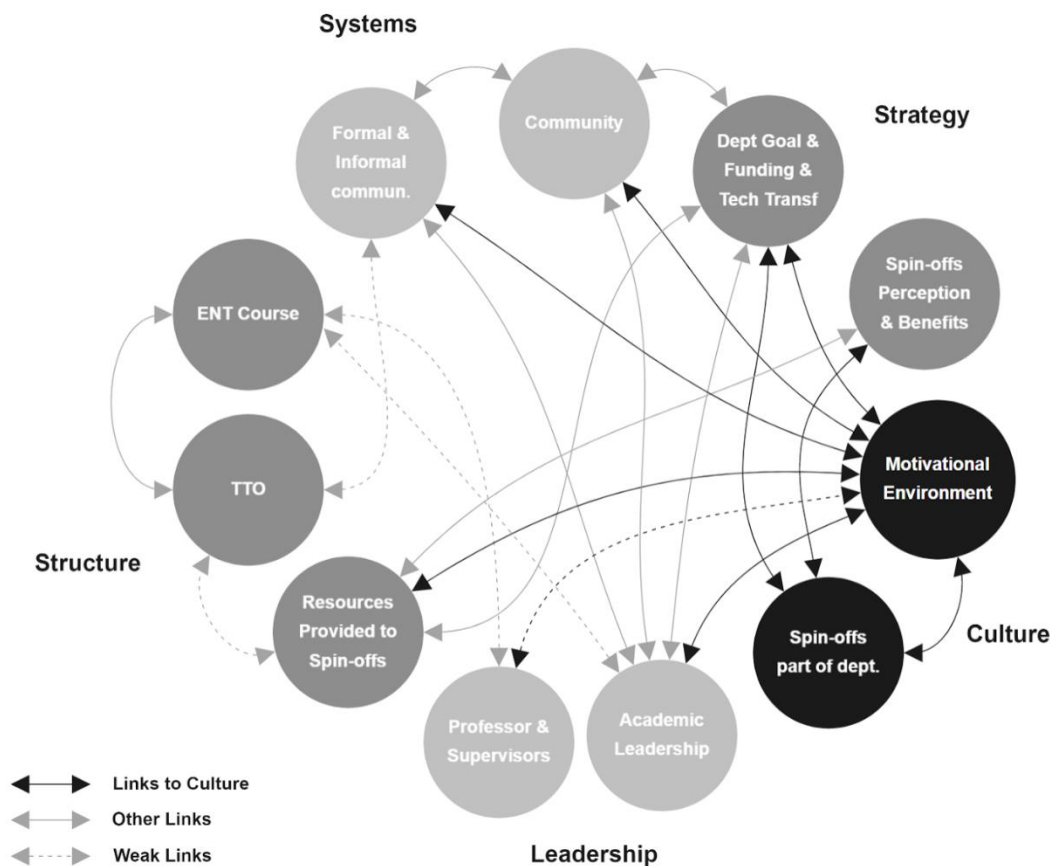 Systems
Formal &
Informal
commun.
Community
Dept Goal &
Funding &
Tech Transf
Strategy
Spin-offs
Perception
& Benefits
ENT Course
Motivational
Environment
TTO
Structure
Resources
Provided to
Spin-offs
Spin-offs
part of dept.
Culture
Professor &
Supervisors
Academic
Leadership
Leadership
Links to Culture
Other Links
Weak Links